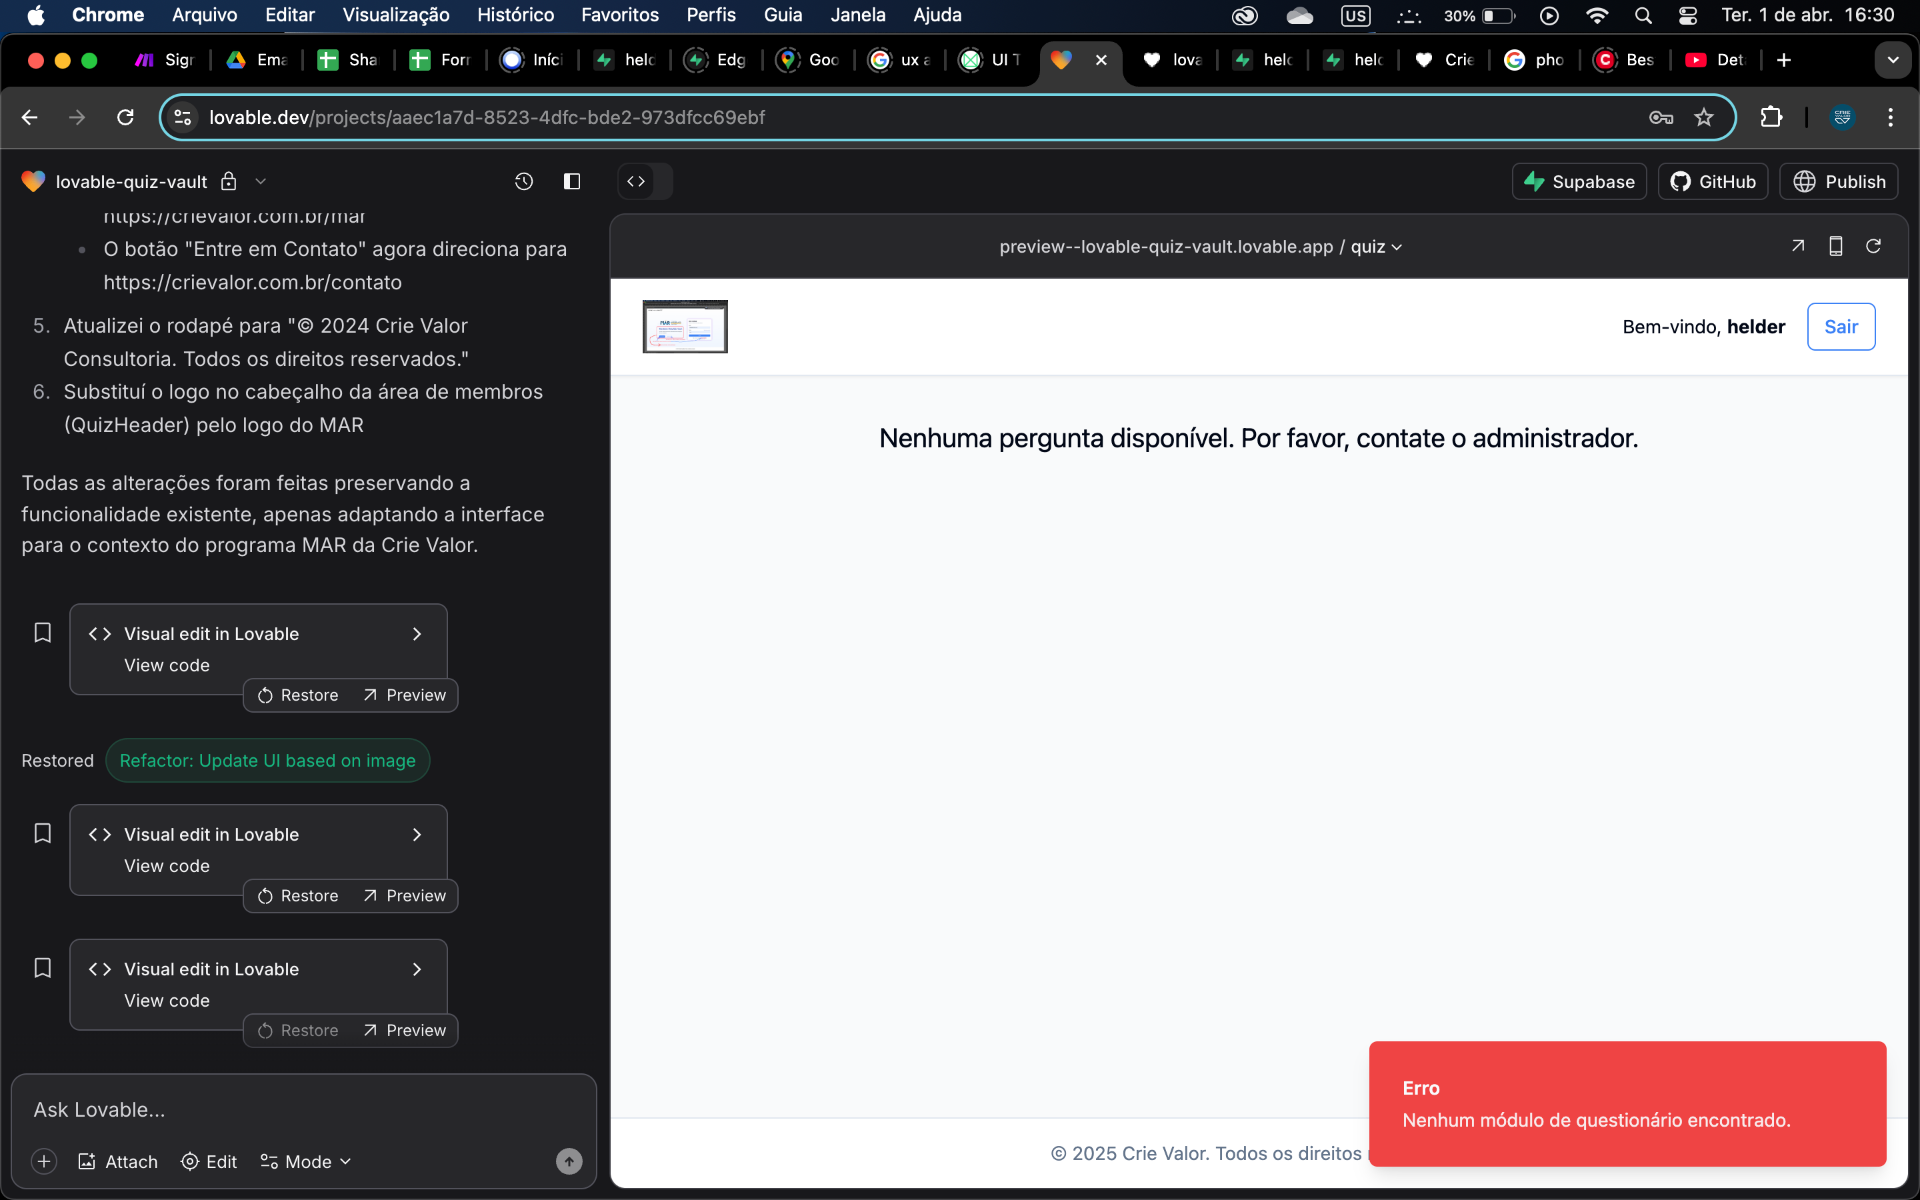 Chrome Arquivo Editar Visualização Histórico Favoritos Perfis Guia Janela Ajuda
US 30% Ter. 1 de abr. 16:30
Sigr Ema Sha Forr Iníci held Edg Goo ux a UI T lova helc helc Crie pho Bes Det
lovable.dev/projects/aaec1a7d-8523-4dfc-bde2-973dfcc69ebf
lovable-quiz-vault
Supabase GitHub Publish
https://crievalor.com.br/mar
O botão "Entre em Contato" agora direciona para
https://crievalor.com.br/contato
5. Atualizei o rodapé para "© 2024 Crie Valor
Consultoria. Todos os direitos reservados."
6. Substituí o logo no cabeçalho da área de membros
(QuizHeader) pelo logo do MAR
Todas as alterações foram feitas preservando a
funcionalidade existente, apenas adaptando a interface
para o contexto do programa MAR da Crie Valor.
Visual edit in Lovable
View code
Restore Preview
Restored Refactor: Update UI based on image
Visual edit in Lovable
View code
Restore Preview
Visual edit in Lovable
View code
Restore Preview
Ask Lovable...
Attach Edit Mode
preview--lovable-quiz-vault.lovable.app / quiz
Bem-vindo, helder Sair
Nenhuma pergunta disponível. Por favor, contate o administrador.
Erro
Nenhum módulo de questionário encontrado.
© 2025 Crie Valor. Todos os direitos